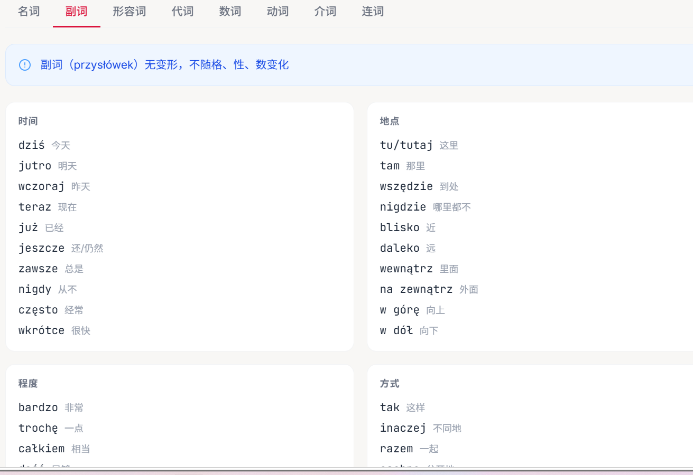 名词 副词 形容词 代词 数词 动词 介词 连词
副词（przysłówek）无变形，不随格、性、数变化
时间
dziś 今天
jutro 明天
wczoraj 昨天
teraz 现在
już 已经
jeszcze 还/仍然
zawsze 总是
nigdy 从不
często 经常
wkrótce 很快
地点
tu/tutaj 这里
tam 那里
wszędzie 到处
nigdzie 哪里都不
blisko 近
daleko 远
wewnątrz 里面
na zewnątrz 外面
w górę 向上
w dół 向下
程度
bardzo 非常
trochę 一点
całkiem 相当
方式
tak 这样
inaczej 不同地
razem 一起